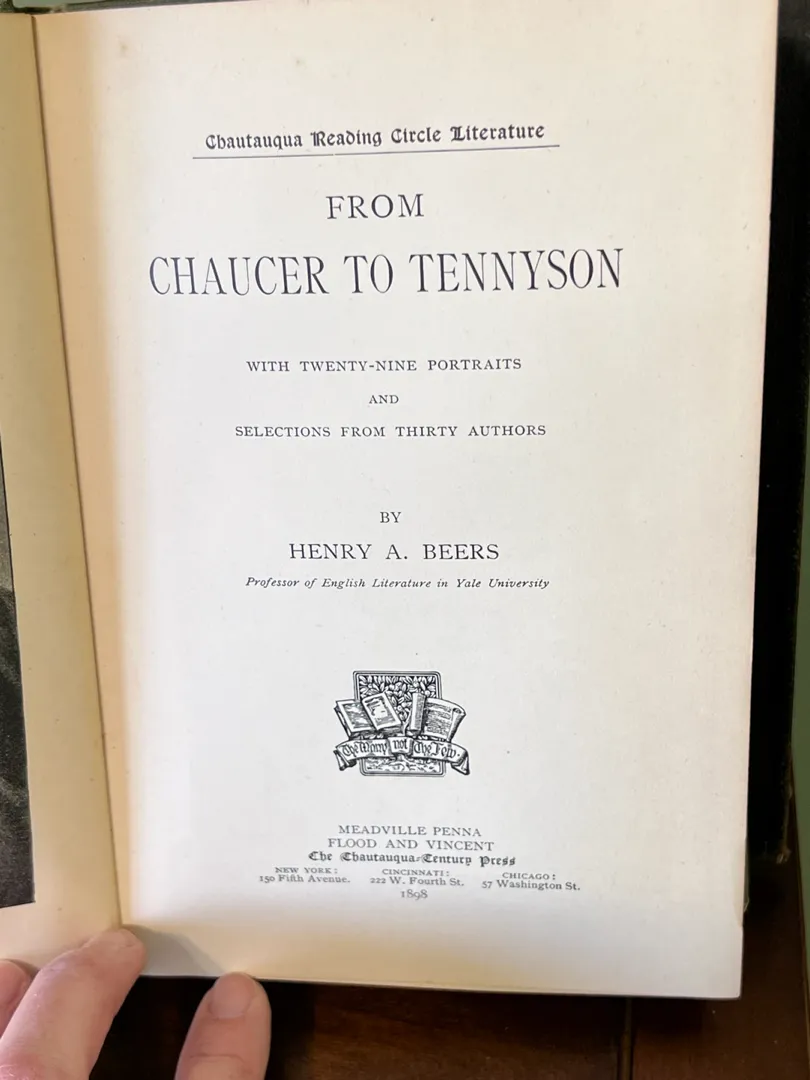 Chautauqua Reading Circle Literature
FROM
CHAUCER TO TENNYSON
WITH TWENTY-NINE PORTRAITS
AND
SELECTIONS FROM THIRTY AUTHORS
BY
HENRY A. BEERS
Professor of English Literature in Yale University
The Many not The Few.
MEADVILLE PENNA
FLOOD AND VINCENT
The Chautauqua-Century Press
NEW YORK: CINCINNATI: CHICAGO:
150 Fifth Avenue. 222 W. Fourth St. 57 Washington St.
1898